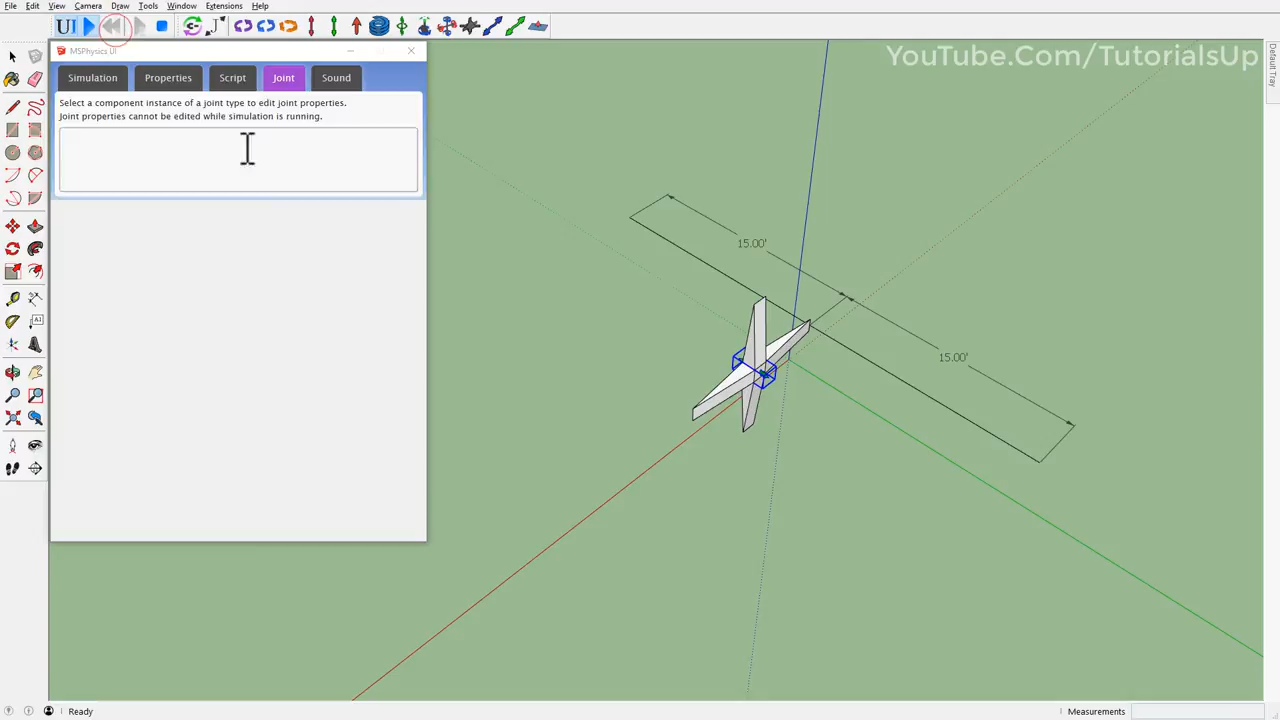 File Edit View Camera Draw Tools Window Extensions Help
UI
MSPhysics UI
YouTube.Com/TutorialsUp
Default Tray
Simulation Properties Script Joint Sound
Select a component instance of a joint type to edit joint properties.
Joint properties cannot be edited while simulation is running.
15.00'
15.00'
Ready
Measurements